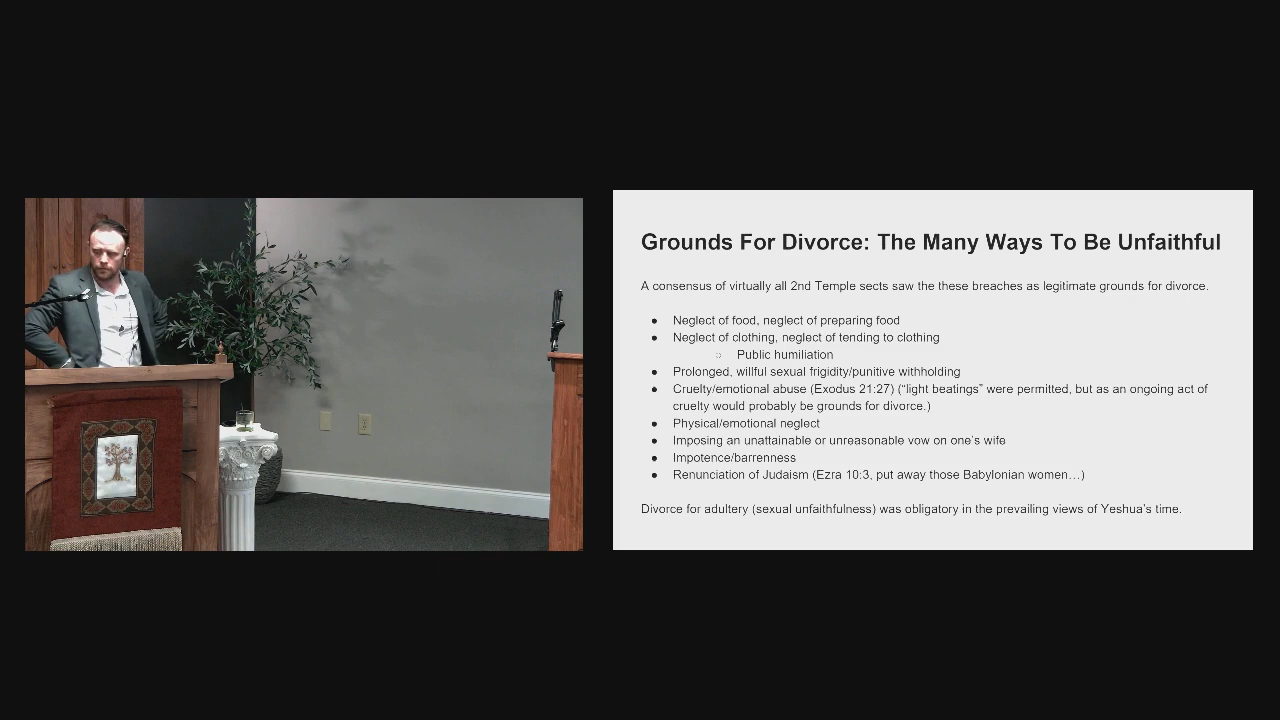 Grounds For Divorce: The Many Ways To Be Unfaithful
A consensus of virtually all 2nd Temple sects saw the these breaches as legitimate grounds for divorce.
● Neglect of food, neglect of preparing food
● Neglect of clothing, neglect of tending to clothing
○ Public humiliation
● Prolonged, willful sexual frigidity/punitive withholding
● Cruelty/emotional abuse (Exodus 21:27) (“light beatings” were permitted, but as an ongoing act of
cruelty would probably be grounds for divorce.)
● Physical/emotional neglect
● Imposing an unattainable or unreasonable vow on one’s wife
● Impotence/barrenness
● Renunciation of Judaism (Ezra 10:3, put away those Babylonian women…)
Divorce for adultery (sexual unfaithfulness) was obligatory in the prevailing views of Yeshua’s time.